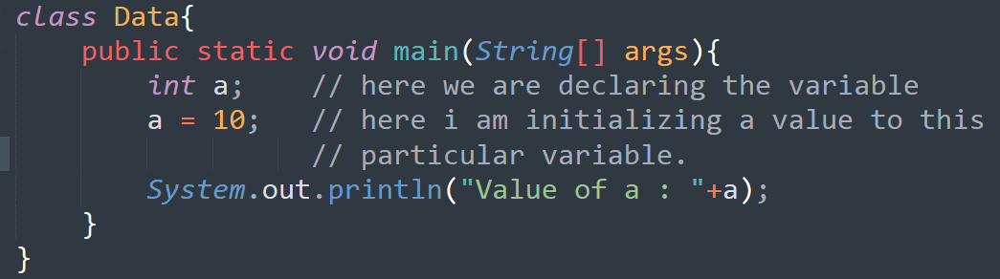 class Data{
    public static void main(String[] args){
        int a;    // here we are declaring the variable
        a = 10;   // here i am initializing a value to this
                  // particular variable.
        System.out.println("Value of a : "+a);
    }
}